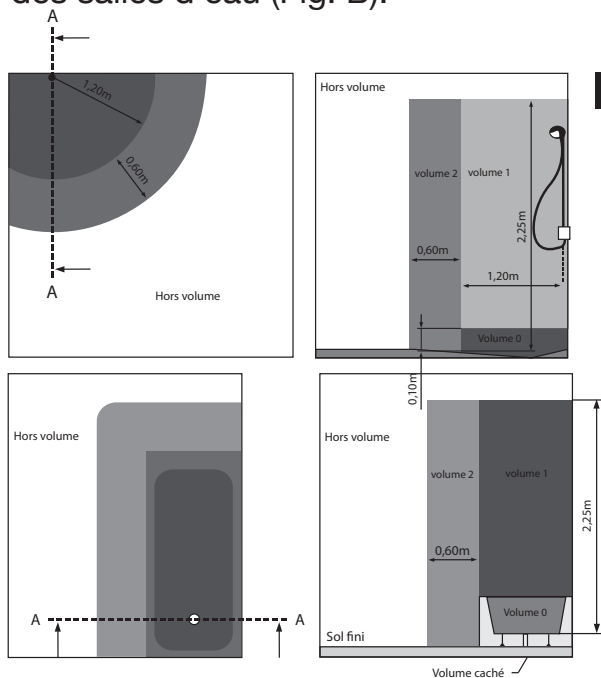 des salles d'eau (Fig. B).
A
1,20m
0,60m
A
Hors volume
Hors volume
volume 2
volume 1
2,25m
0,60m
1,20m
Volume 0
0,10m
Hors volume
A
A
Hors volume
volume 2
volume 1
2,25m
0,60m
Volume 0
Sol fini
Volume caché